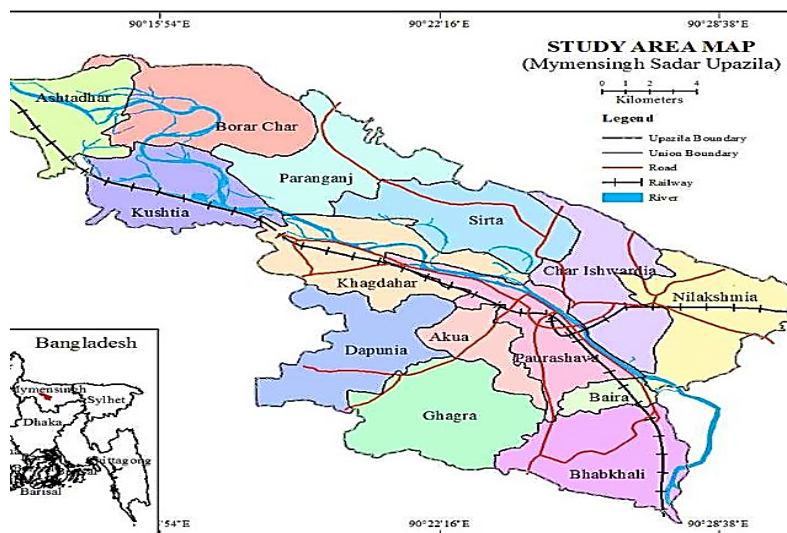 90°15'54"E
90°22'16"E
90°28'38"E
STUDY AREA MAP
(Mymensingh Sadar Upazila)
0 1 2 4
Kilometers
Legend
Upazila Boundary
Union Boundary
Road
Railway
River
Ashtadhar
Borar Char
Paranganj
Kushtia
Sirta
Char Ishwardia
Khagdahar
Nilakshmia
Akua
Dapunia
Paurashava
Baira
Ghagra
Bhabkhali
Bangladesh
Mymensingh
Sylhet
Dhaka
Chittagong
Barisal
54"E
90°22'16"E
90°28'38"E